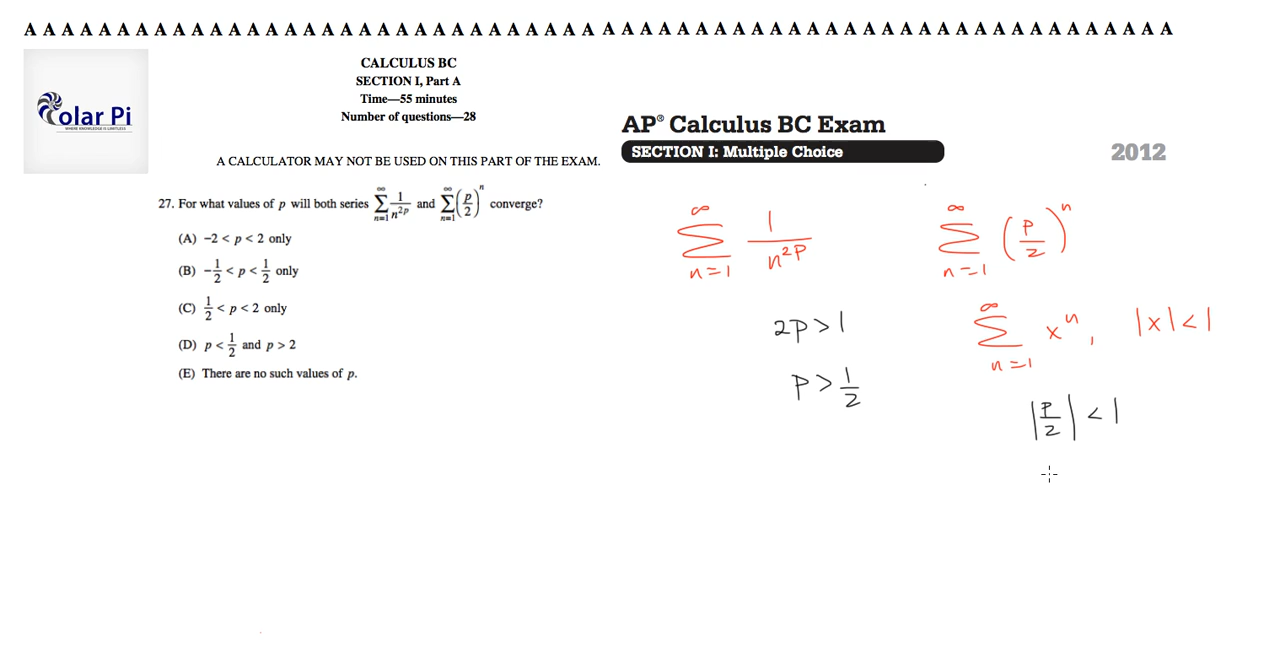 A A A A A A A A A A A A A A A A A A A A A A A A A A A A A A A A A A A A A A A A A A A A A A A A A A A A A A A A A A A A A A
Colar Pi
WHERE KNOWLEDGE IS LIMITLESS
CALCULUS BC
SECTION I, Part A
Time—55 minutes
Number of questions—28
A CALCULATOR MAY NOT BE USED ON THIS PART OF THE EXAM.
AP® Calculus BC Exam
SECTION I: Multiple Choice
2012
27. For what values of p will both series ∑_{n=1}^{∞} 1/n^{2p} and ∑_{n=1}^{∞} (p/2)^n converge?
(A) −2 < p < 2 only
(B) −1/2 < p < 1/2 only
(C) 1/2 < p < 2 only
(D) p < 1/2 and p > 2
(E) There are no such values of p.
∑_{n=1}^{∞} 1/n^{2p}
2p > 1
p > 1/2
∑_{n=1}^{∞} (p/2)^n
∑_{n=1}^{∞} x^n, |x| < 1
|p/2| < 1